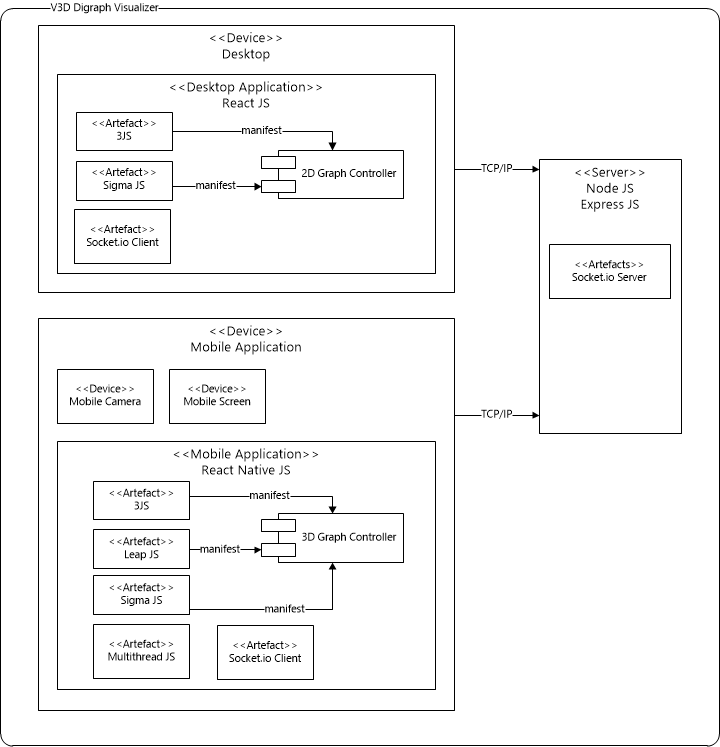 V3D Digraph Visualizer
<<Device>>
Desktop
<<Desktop Application>>
React JS
<<Artefact>>
3JS
manifest
<<Artefact>>
Sigma JS
manifest
2D Graph Controller
<<Artefact>>
Socket.io Client
TCP/IP
<<Server>>
Node JS
Express JS
<<Artefacts>>
Socket.io Server
<<Device>>
Mobile Application
<<Device>>
Mobile Camera
<<Device>>
Mobile Screen
TCP/IP
<<Mobile Application>>
React Native JS
<<Artefact>>
3JS
manifest
<<Artefact>>
Leap JS
manifest
3D Graph Controller
<<Artefact>>
Sigma JS
manifest
<<Artefact>>
Multithread JS
<<Artefact>>
Socket.io Client